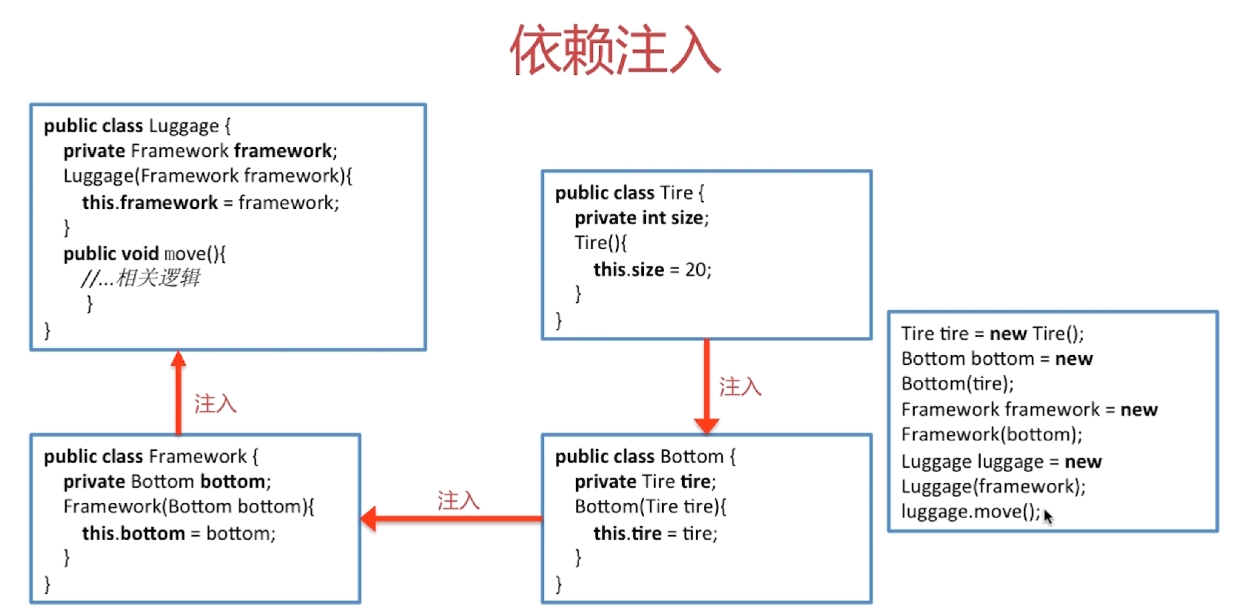 依赖注入
public class Luggage {
private Framework framework;
Luggage(Framework framework){
this.framework = framework;
}
public void move(){
//...相关逻辑
}
}
public class Tire {
private int size;
Tire(){
this.size = 20;
}
}
Tire tire = new Tire();
Bottom bottom = new
Bottom(tire);
Framework framework = new
Framework(bottom);
Luggage luggage = new
Luggage(framework);
luggage.move();
注入
注入
public class Framework {
private Bottom bottom;
Framework(Bottom bottom){
this.bottom = bottom;
}
}
注入
public class Bottom {
private Tire tire;
Bottom(Tire tire){
this.tire = tire;
}
}